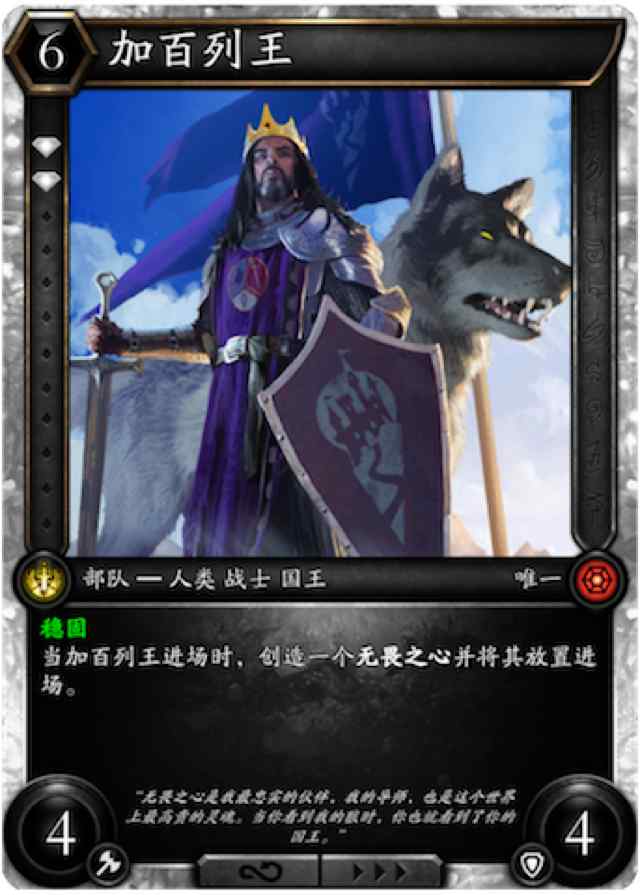 6 加百列王
部队 — 人类 战士 国王 唯一
稳固
当加百列王进场时，创造一个无畏之心并将其放置进
场。
“无畏之心是我最忠实的伙伴，我的导师，也是这个世界
上最高贵的灵魂。当你看到我的狼时，你也就看到了你的
国王。”
4 4